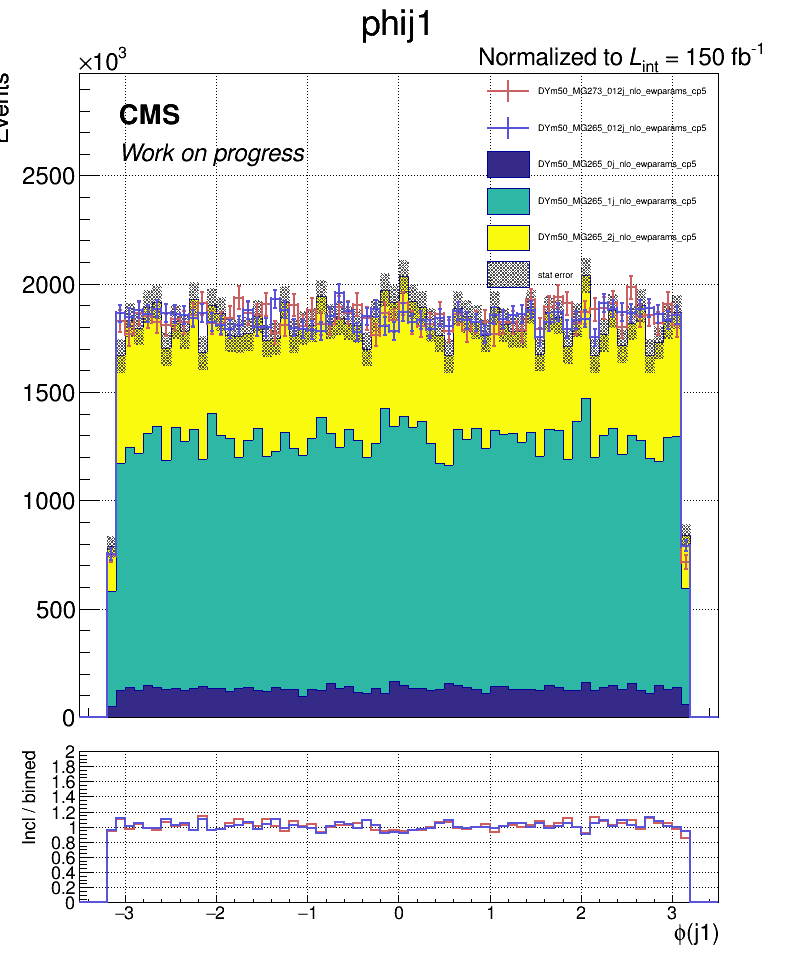 phij1
×10³
Normalized to Lint = 150 fb-1
Events
CMS
Work on progress
DYm50_MG273_012j_nlo_ewparams_cp5
DYm50_MG265_012j_nlo_ewparams_cp5
DYm50_MG265_0j_nlo_ewparams_cp5
DYm50_MG265_1j_nlo_ewparams_cp5
DYm50_MG265_2j_nlo_ewparams_cp5
stat error
2500
2000
1500
1000
500
0
Incl / binned
2
1.8
1.6
1.4
1.2
1
0.8
0.6
0.4
0.2
0
−3 −2 −1 0 1 2 3
ϕ(j1)